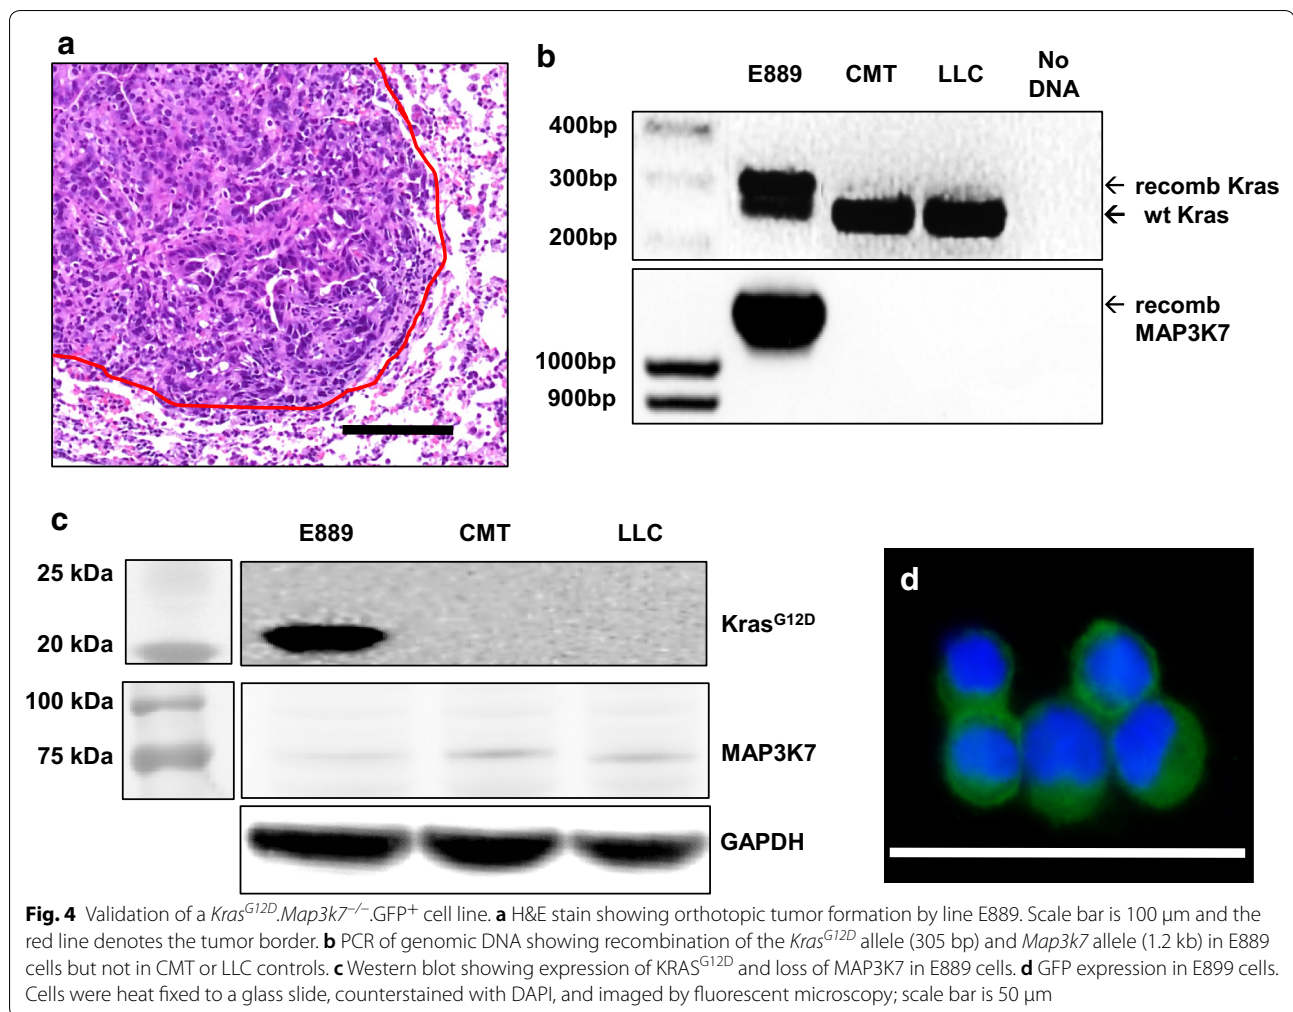 a
b
E889 CMT LLC No DNA
400bp
300bp
200bp
← recomb Kras
← wt Kras
1000bp
900bp
← recomb
MAP3K7
c
E889 CMT LLC
25 kDa
20 kDa
KrasG12D
100 kDa
75 kDa
MAP3K7
GAPDH
d
Fig. 4 Validation of a KrasG12D.Map3k7−/−.GFP+ cell line. a H&E stain showing orthotopic tumor formation by line E889. Scale bar is 100 μm and the
red line denotes the tumor border. b PCR of genomic DNA showing recombination of the KrasG12D allele (305 bp) and Map3k7 allele (1.2 kb) in E889
cells but not in CMT or LLC controls. c Western blot showing expression of KRASG12D and loss of MAP3K7 in E889 cells. d GFP expression in E899 cells.
Cells were heat fixed to a glass slide, counterstained with DAPI, and imaged by fluorescent microscopy; scale bar is 50 μm